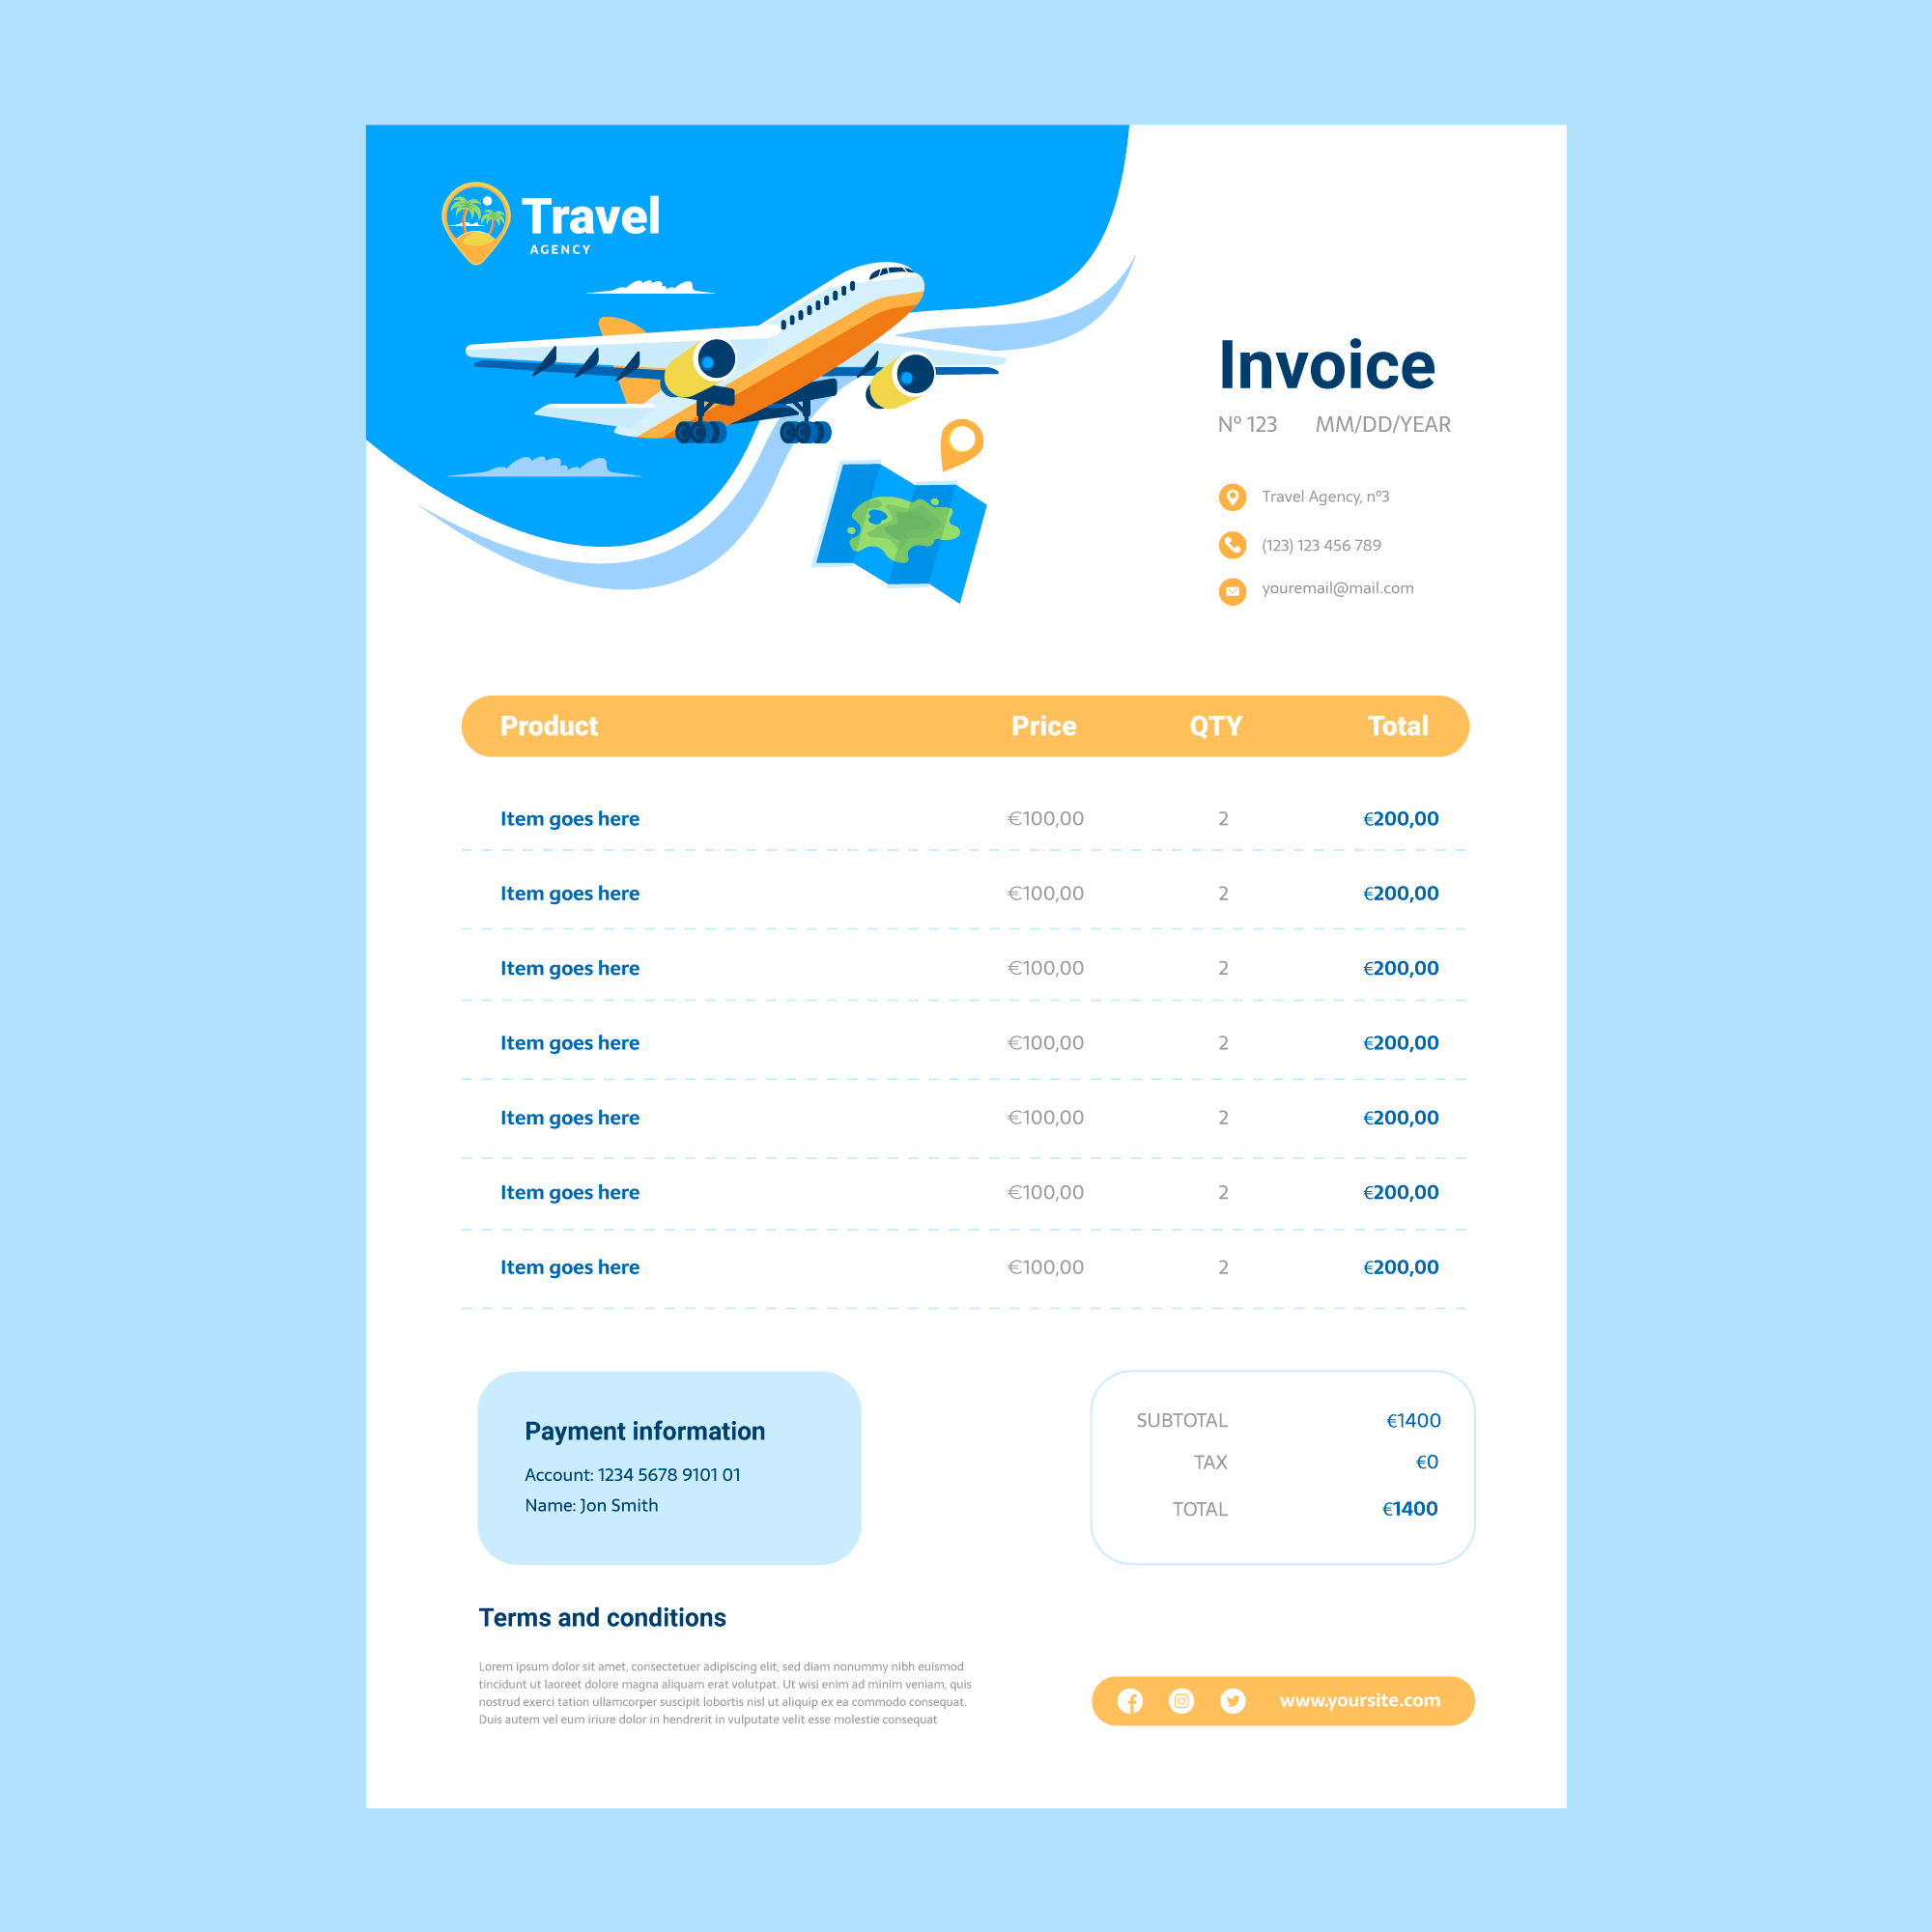 Travel
AGENCY
Invoice
Nº 123 MM/DD/YEAR
Travel Agency, nº3
(123) 123 456 789
youremail@mail.com
Product Price QTY Total
Item goes here €100,00 2 €200,00
Item goes here €100,00 2 €200,00
Item goes here €100,00 2 €200,00
Item goes here €100,00 2 €200,00
Item goes here €100,00 2 €200,00
Item goes here €100,00 2 €200,00
Item goes here €100,00 2 €200,00
Payment information
Account: 1234 5678 9101 01
Name: Jon Smith
SUBTOTAL €1400
TAX €0
TOTAL €1400
Terms and conditions
Lorem ipsum dolor sit amet, consectetuer adipiscing elit, sed diam nonummy nibh euismod
tincidunt ut laoreet dolore magna aliquam erat volutpat. Ut wisi enim ad minim veniam, quis
nostrud exerci tation ullamcorper suscipit lobortis nisl ut aliquip ex ea commodo consequat.
Duis autem vel eum iriure dolor in hendrerit in vulputate velit esse molestie consequat
www.yoursite.com